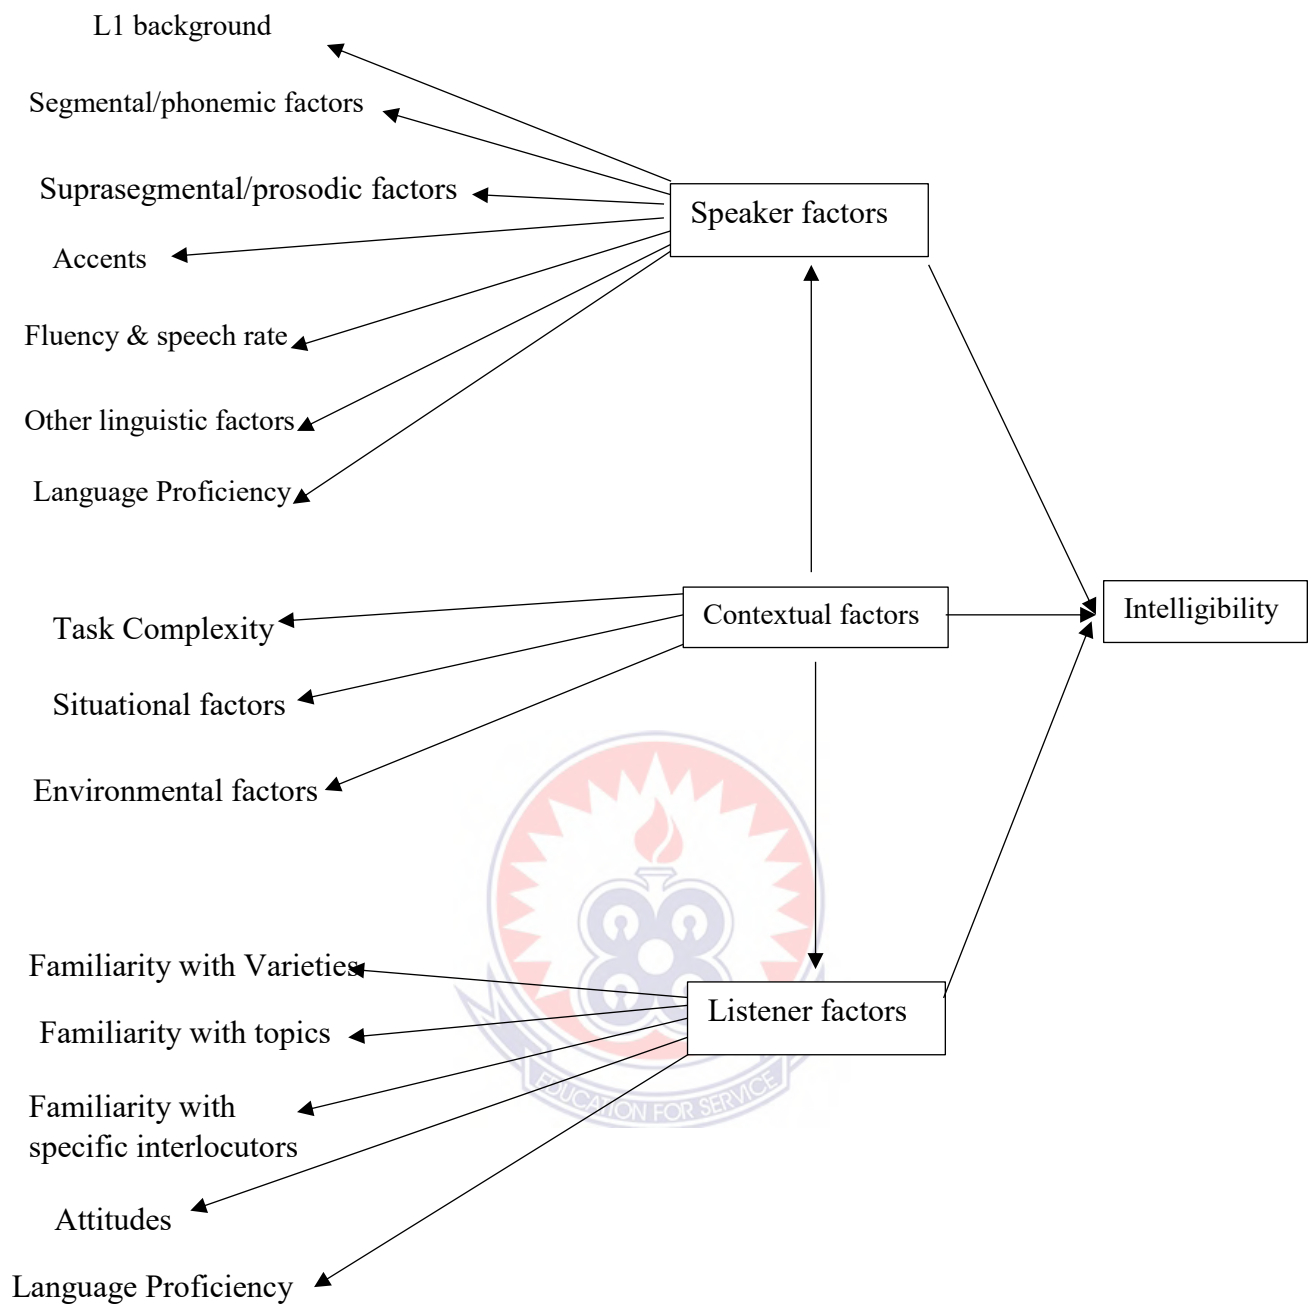 L1 background
Segmental/phonemic factors
Suprasegmental/prosodic factors
Speaker factors
Accents
Fluency & speech rate
Other linguistic factors
Language Proficiency
Task Complexity
Contextual factors
Intelligibility
Situational factors
Environmental factors
Familiarity with Varieties
Listener factors
Familiarity with topics
Familiarity with
specific interlocutors
Attitudes
Language Proficiency
EDUCATION FOR SERVICE